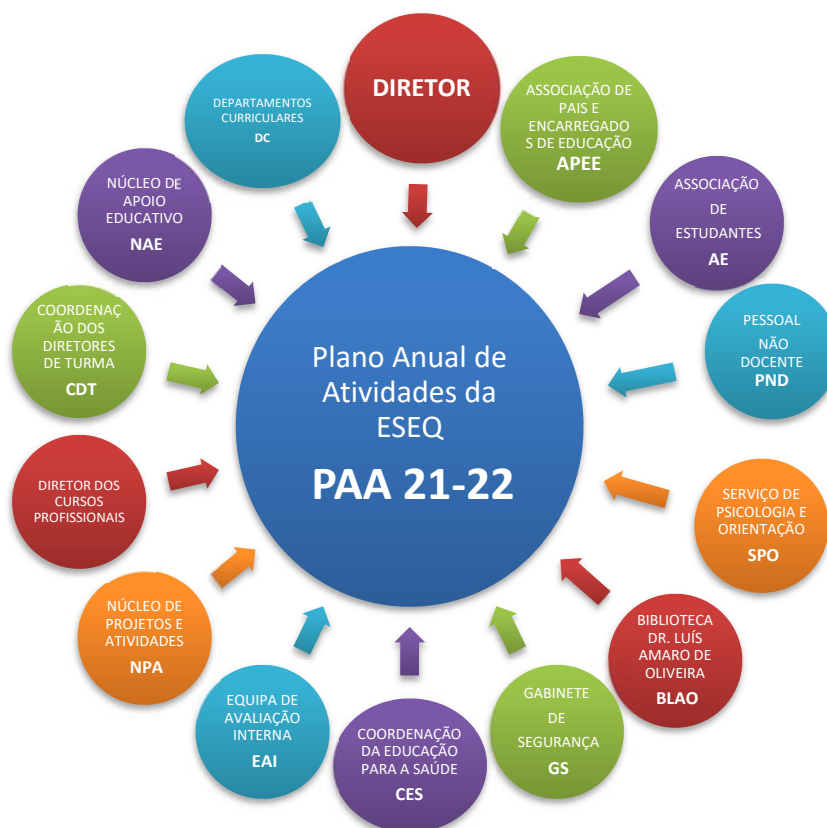 DIRETOR
ASSOCIAÇÃO DE
PAIS E
ENCARREGADO
S DE EDUCAÇÃO
APEE
ASSOCIAÇÃO
DE
ESTUDANTES
AE
PESSOAL
NÃO
DOCENTE
PND
SERVIÇO DE
PSICOLOGIA E
ORIENTAÇÃO
SPO
BIBLIOTECA
DR. LUÍS
AMARO DE
OLIVEIRA
BLAO
GABINETE
DE
SEGURANÇA
GS
COORDENAÇÃO
DA EDUCAÇÃO
PARA A SAÚDE
CES
EQUIPA DE
AVALIAÇÃO
INTERNA
EAI
NÚCLEO DE
PROJETOS E
ATIVIDADES
NPA
DIRETOR DOS
CURSOS
PROFISSIONAIS
COORDENAÇ
ÃO DOS
DIRETORES
DE TURMA
CDT
NÚCLEO DE
APOIO
EDUCATIVO
NAE
DEPARTAMENTOS
CURRICULARES
DC
Plano Anual de
Atividades da
ESEQ
PAA 21-22